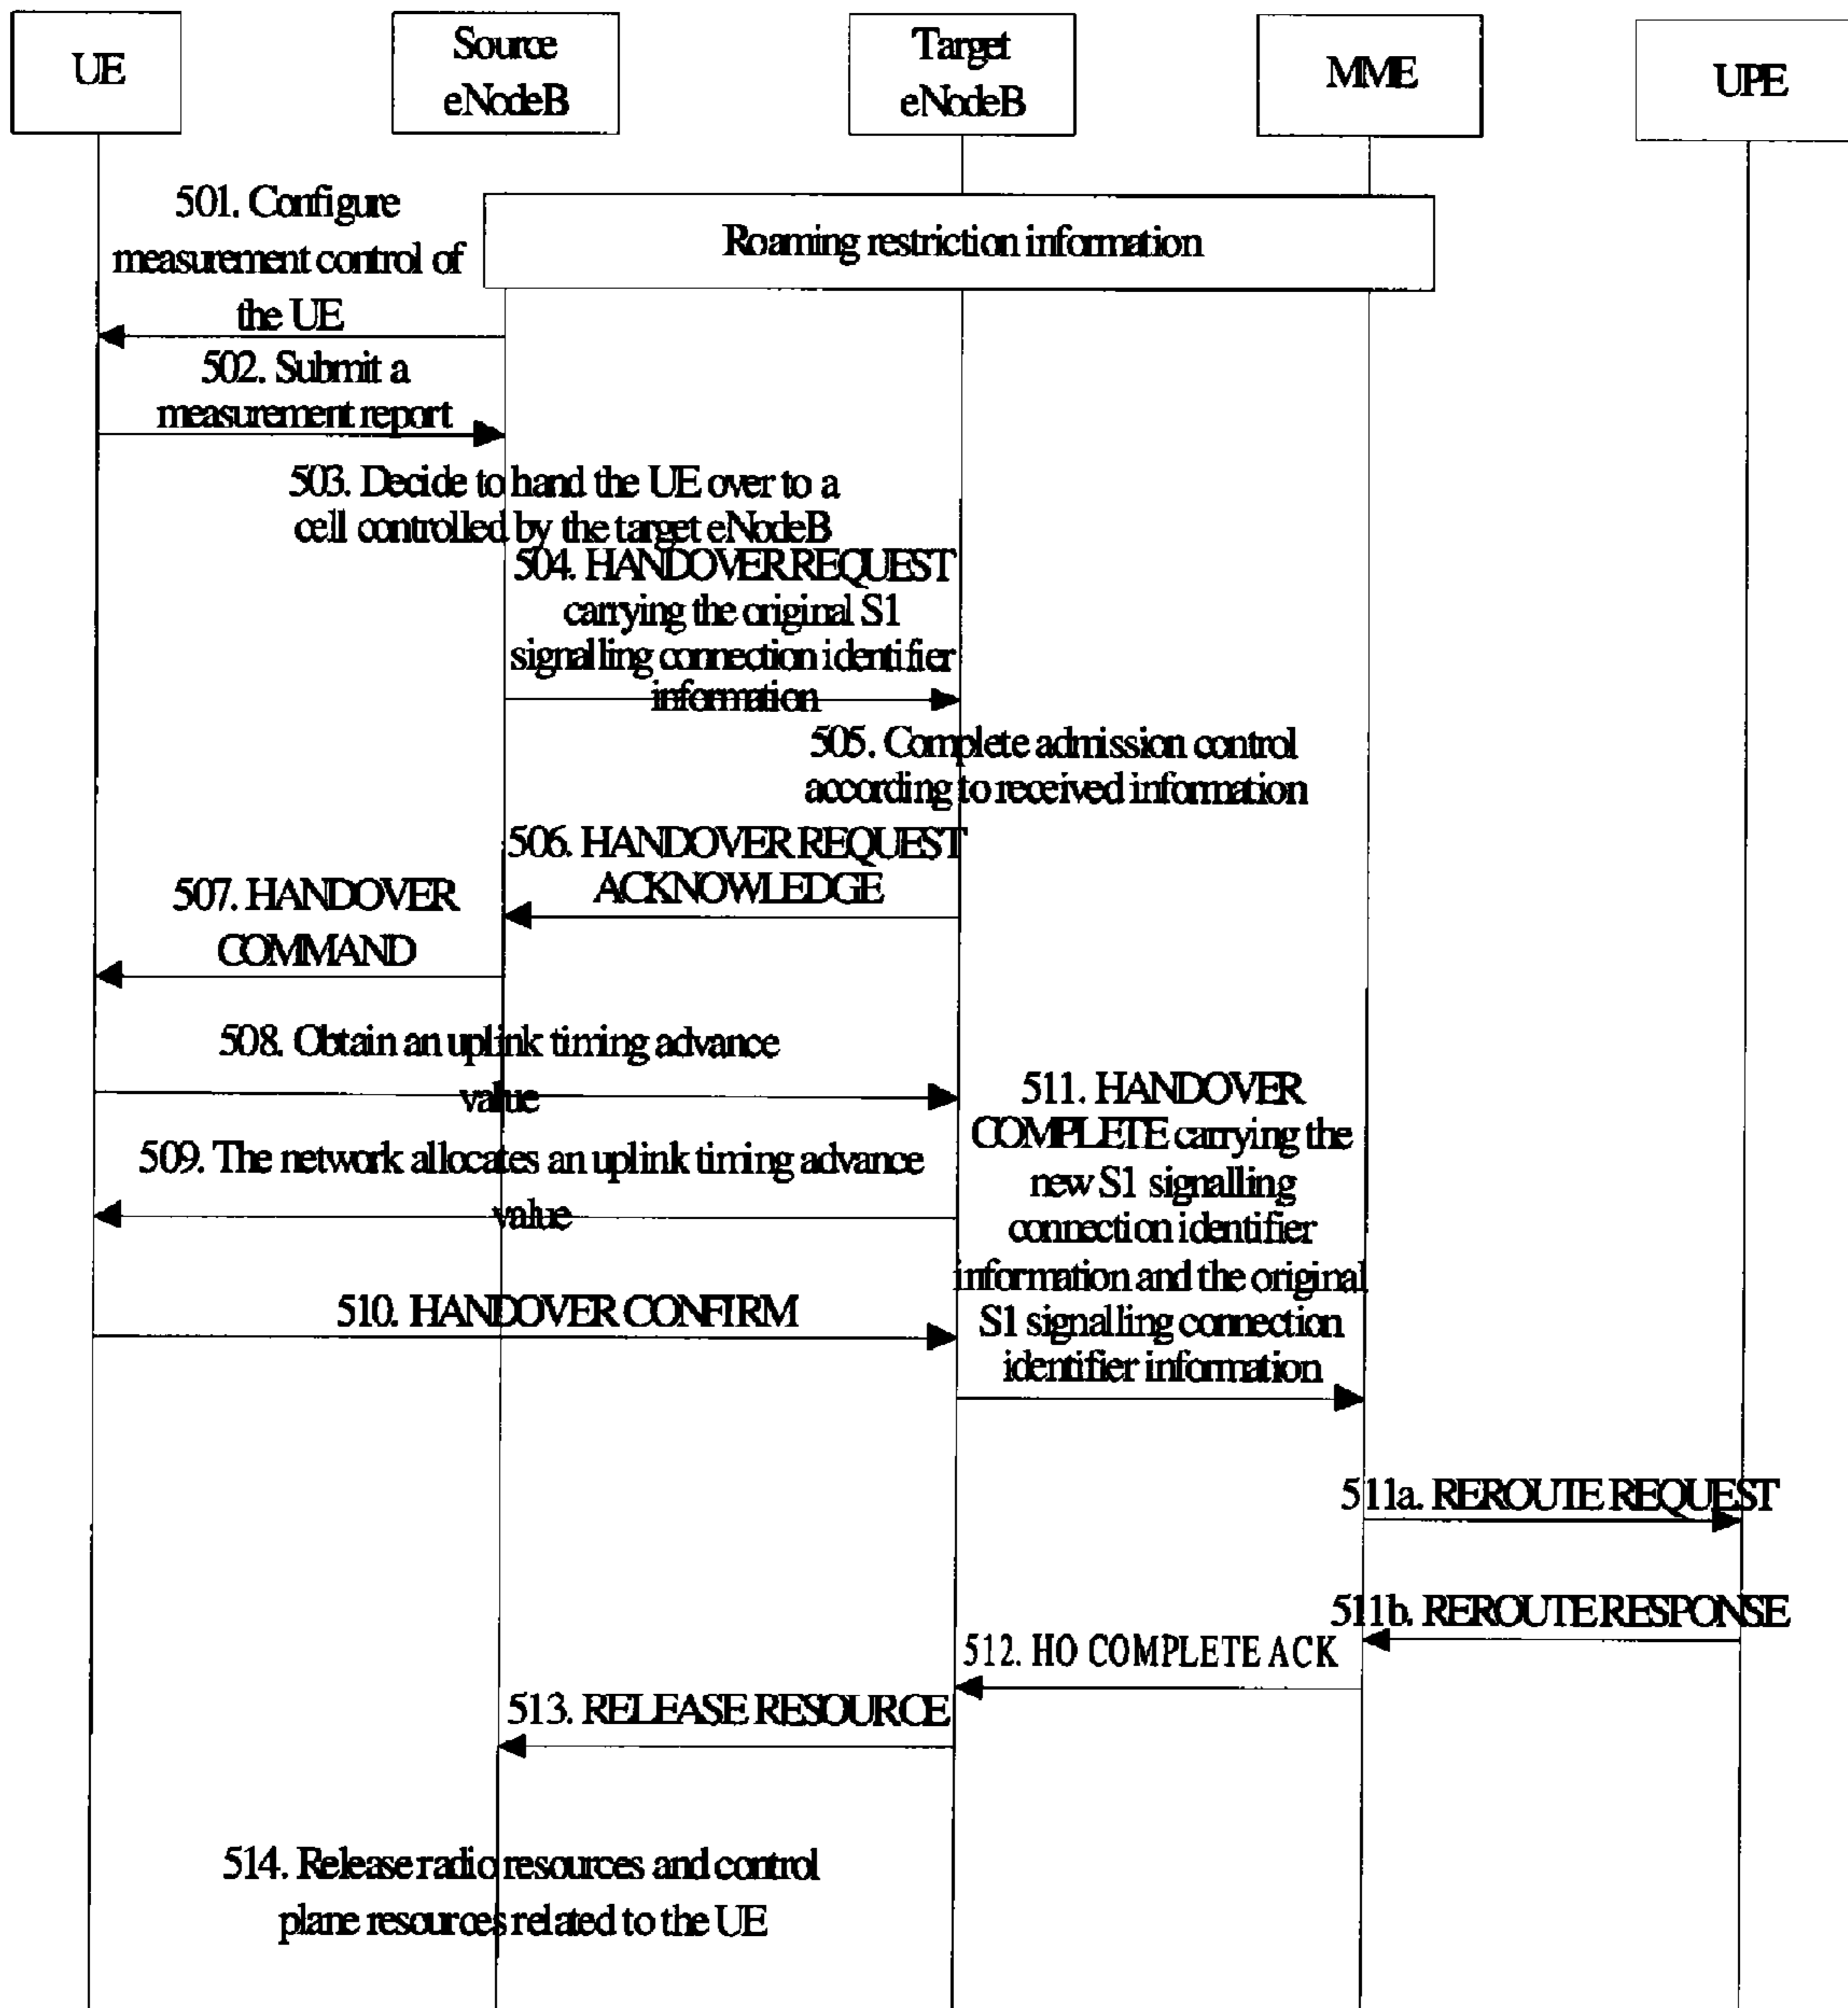 UE
Source
eNodeB
Target
eNodeB
MME
UPE
501. Configure
measurement control of
the UE
Roaming restriction information
502. Submit a
measurement report
503. Decide to hand the UE over to a
cell controlled by the target eNodeB
504. HANDOVER REQUEST
carrying the original S1
signalling connection identifier
information
505. Complete admission control
according to received information
506. HANDOVER REQUEST
ACKNOWLEDGE
507. HANDOVER
COMMAND
508. Obtain an uplink timing advance
value
509. The network allocates an uplink timing advance
value
510. HANDOVER CONFIRM
511. HANDOVER
COMPLETE carrying the
new S1 signalling
connection identifier
information and the original
S1 signalling connection
identifier information
511a. REROUTE REQUEST
511b. REROUTE RESPONSE
512. HO COMPLETE ACK
513. RELEASE RESOURCE
514. Release radio resources and control
plane resources related to the UE